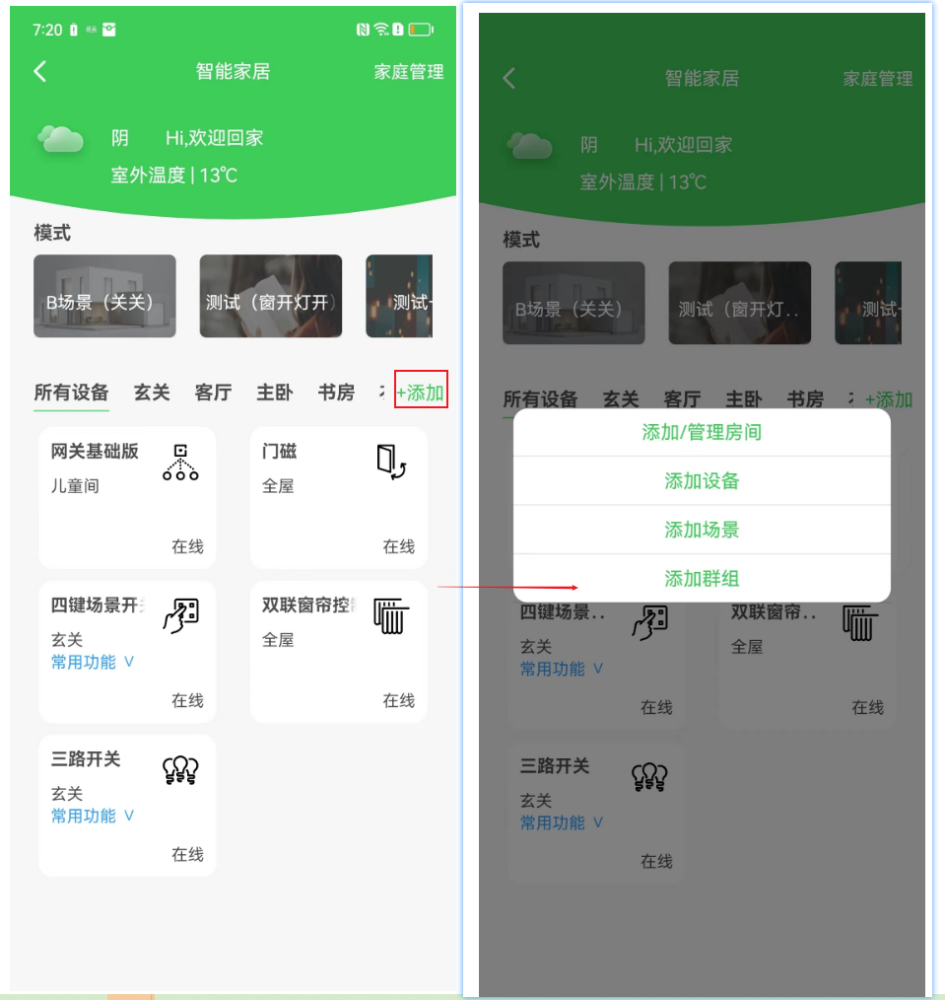 7:20
智能家居 家庭管理
阴 Hi,欢迎回家
室外温度 | 13℃
模式
B场景（关关） 测试（窗开灯开） 测试
所有设备 玄关 客厅 主卧 书房 +添加
网关基础版 门磁
儿童间 全屋
在线 在线
四键场景开 双联窗帘控
玄关 全屋
常用功能 ∨
在线 在线
三路开关
玄关
常用功能 ∨
在线
智能家居 家庭管理
阴 Hi,欢迎回家
室外温度 | 13℃
模式
B场景（关关） 测试（窗开灯.. 测试
所有设备 玄关 客厅 主卧 书房 +添加
添加/管理房间
添加设备
添加场景
添加群组
四键场景.. 双联窗帘..
玄关 全屋
常用功能 ∨
在线 在线
三路开关
玄关
常用功能 ∨
在线